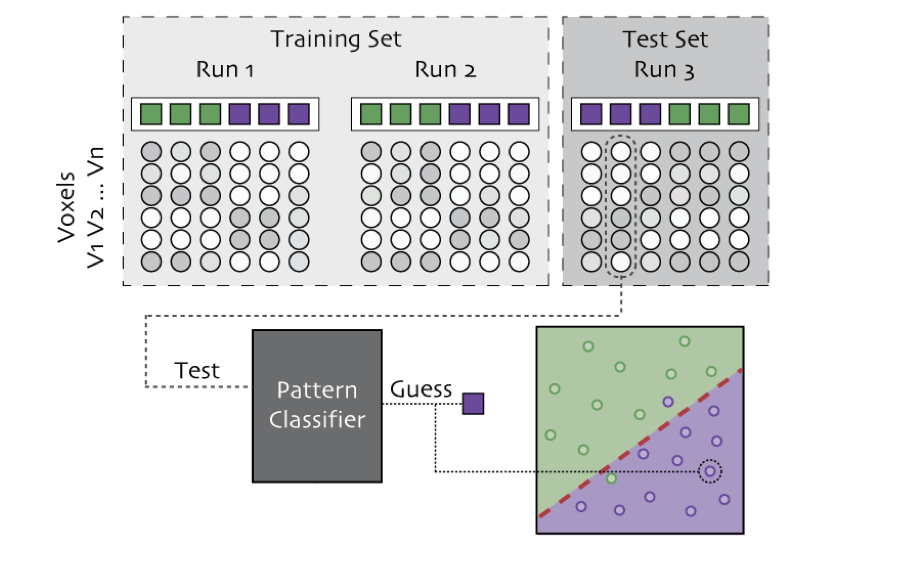 Training Set
Run 1
Run 2
Test Set
Run 3
Voxels
V1 V2 ... Vn
Test
Pattern
Classifier
Guess